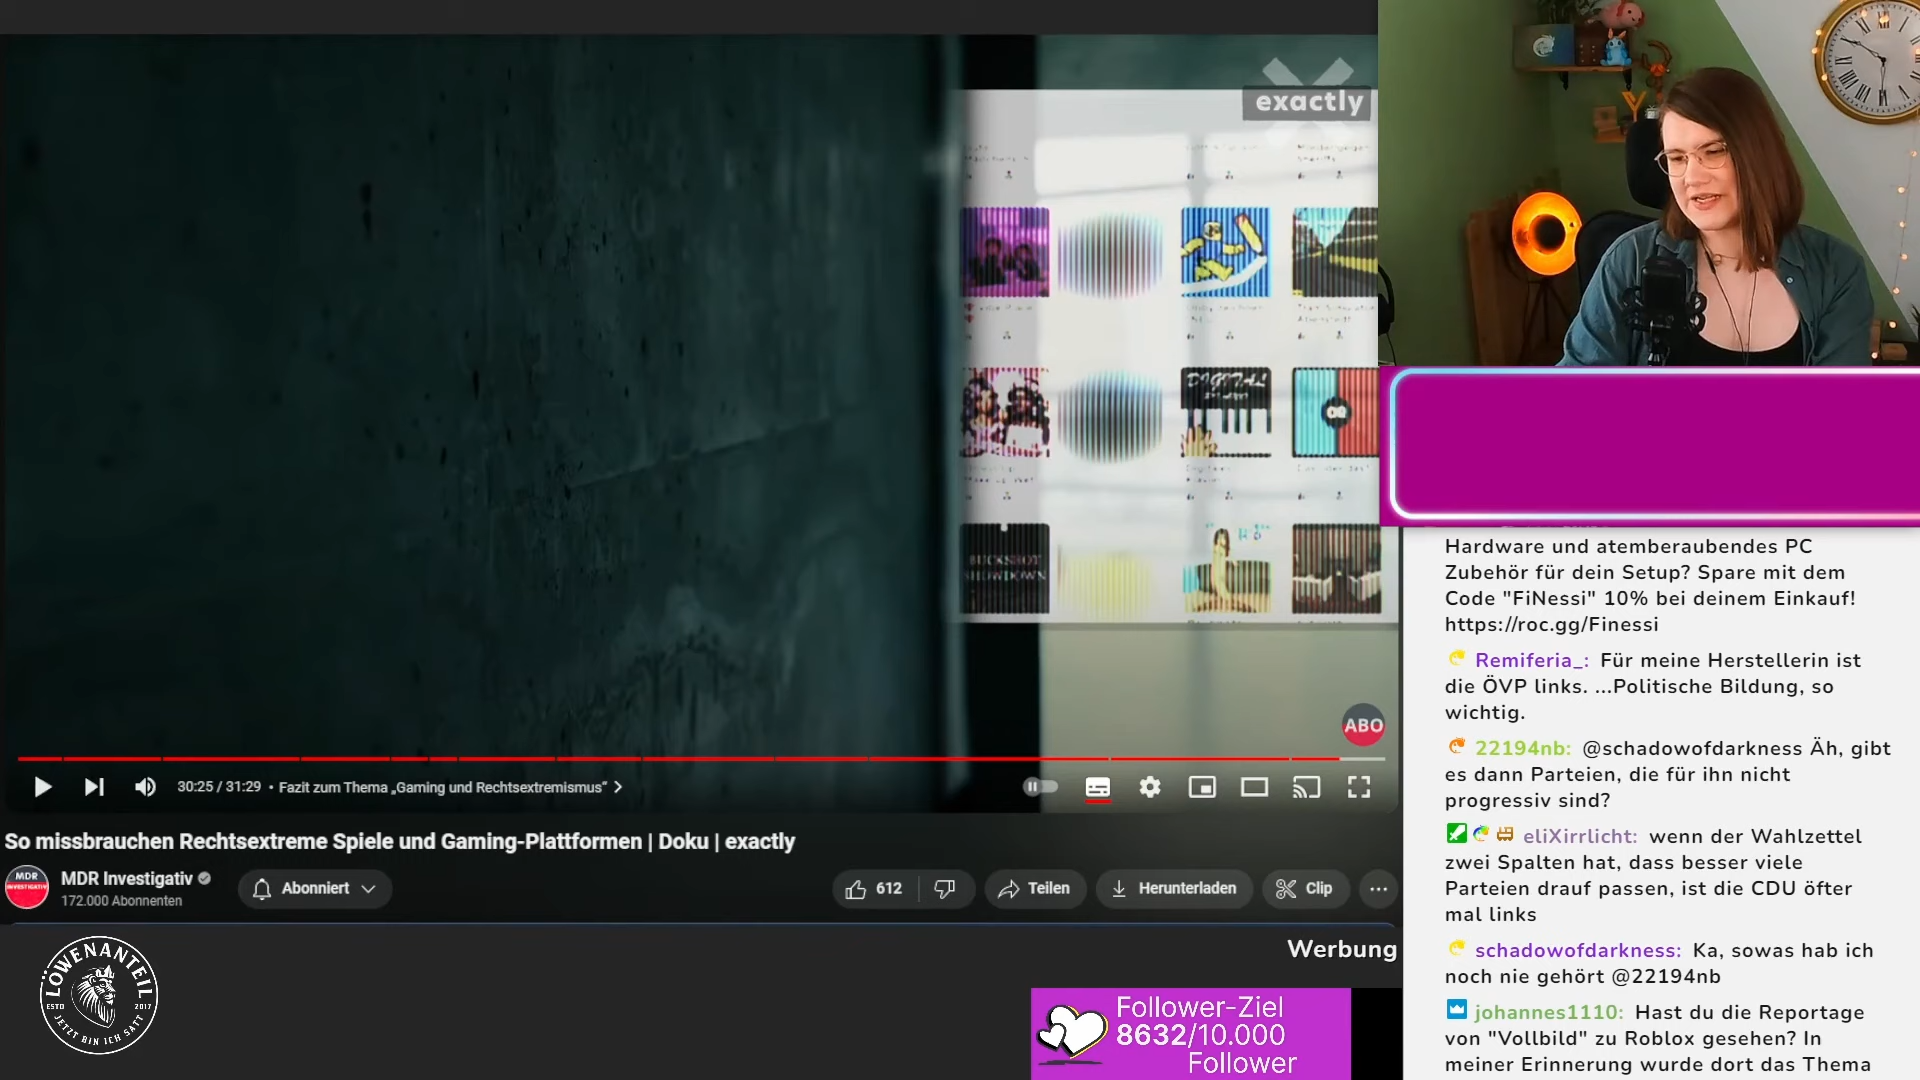 exactly
DIGITAL
OR
BUCKSHOT
SHOWDOWN
ABO
30:25 / 31:29 • Fazit zum Thema „Gaming und Rechtsextremismus“
So missbrauchen Rechtsextreme Spiele und Gaming-Plattformen | Doku | exactly
MDR
INVESTIGATIV
MDR Investigativ
172.000 Abonnenten
Abonniert
612
Teilen
Herunterladen
Clip
LÖWENANTEIL
ESTD 2017
JETZT BIN ICH SATT
Werbung
Follower-Ziel
8632/10.000
Follower
Hardware und atemberaubendes PC
Zubehör für dein Setup? Spare mit dem
Code "FiNessi" 10% bei deinem Einkauf!
https://roc.gg/Finessi
Remiferia_: Für meine Herstellerin ist
die ÖVP links. ...Politische Bildung, so
wichtig.
22194nb: @schadowofdarkness Äh, gibt
es dann Parteien, die für ihn nicht
progressiv sind?
eliXirrlicht: wenn der Wahlzettel
zwei Spalten hat, dass besser viele
Parteien drauf passen, ist die CDU öfter
mal links
schadowofdarkness: Ka, sowas hab ich
noch nie gehört @22194nb
johannes1110: Hast du die Reportage
von "Vollbild" zu Roblox gesehen? In
meiner Erinnerung wurde dort das Thema